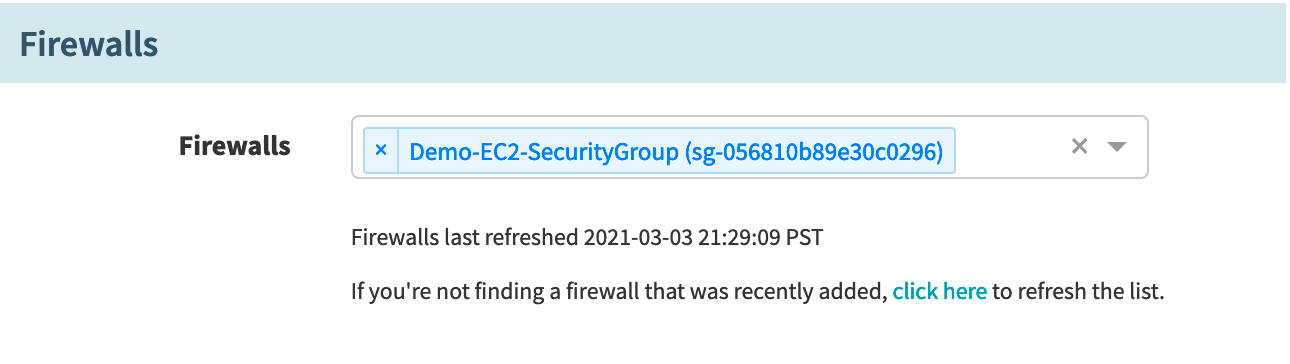 Firewalls
Firewalls
× Demo-EC2-SecurityGroup (sg-056810b89e30c0296) ×
Firewalls last refreshed 2021-03-03 21:29:09 PST
If you're not finding a firewall that was recently added, click here to refresh the list.